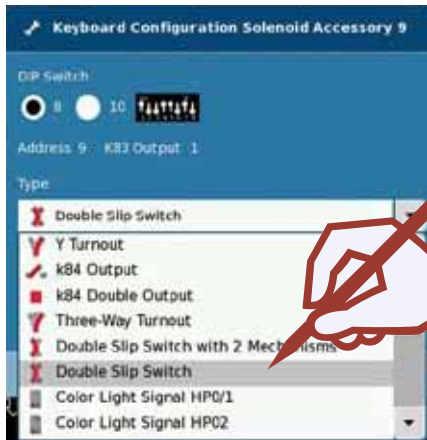 Keyboard Configuration Solenoid Accessory 9
DIP Switch
8 10
Address 9 K83 Output 1
Type
Double Slip Switch
Y Turnout
k84 Output
k84 Double Output
Three-Way Turnout
Double Slip Switch with 2 Mechanisms
Double Slip Switch
Color Light Signal HP0/1
Color Light Signal HP02